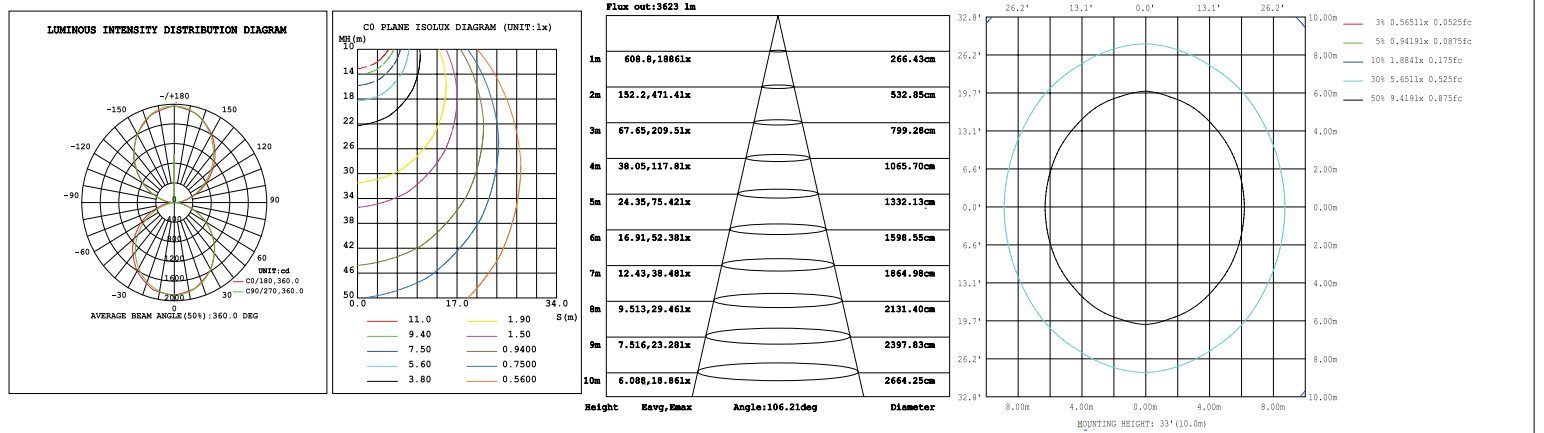 LUMINOUS INTENSITY DISTRIBUTION DIAGRAM
-/+180
-150
150
-120
120
-90
90
-60
60
-30
30
0
0
400
800
1200
1600
2000
UNIT:cd
C0/180,360.0
C90/270,360.0
AVERAGE BEAM ANGLE(50%):360.0 DEG
C0 PLANE ISOLUX DIAGRAM (UNIT:lx)
MH(m)
10
14
18
22
26
30
34
38
42
46
50
0.0
17.0
34.0
S(m)
11.0
1.90
9.40
1.50
7.50
0.9400
5.60
0.7500
3.80
0.5600
Flux out:3623 lm
1m 608.8,1886lx 266.43cm
2m 152.2,471.4lx 532.85cm
3m 67.65,209.5lx 799.28cm
4m 38.05,117.8lx 1065.70cm
5m 24.35,75.42lx 1332.13cm
6m 16.91,52.38lx 1598.55cm
7m 12.43,38.48lx 1864.98cm
8m 9.513,29.46lx 2131.40cm
9m 7.516,23.28lx 2397.83cm
10m 6.088,18.86lx 2664.25cm
Height Eavg,Emax Angle:106.21deg Diameter
26.2' 13.1' 0.0' 13.1' 26.2'
32.8' 10.00m
26.2' 8.00m
19.7' 6.00m
13.1' 4.00m
6.6' 2.00m
0.0' 0.00m
6.6' 2.00m
13.1' 4.00m
19.7' 6.00m
26.2' 8.00m
32.8' 10.00m
8.00m 4.00m 0.00m 4.00m 8.00m
MOUNTING HEIGHT: 33'(10.0m)
3% 0.5651lx 0.0525fc
5% 0.9419lx 0.0875fc
10% 1.884lx 0.175fc
30% 5.651lx 0.525fc
50% 9.419lx 0.875fc